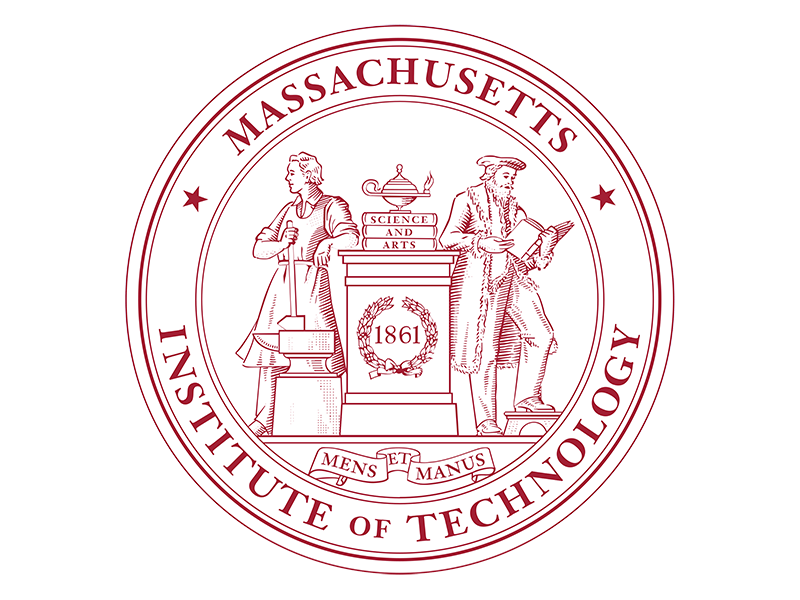 MASSACHUSETTS
SCIENCE
AND
ARTS
1861
MENS ET MANUS
INSTITUTE OF TECHNOLOGY